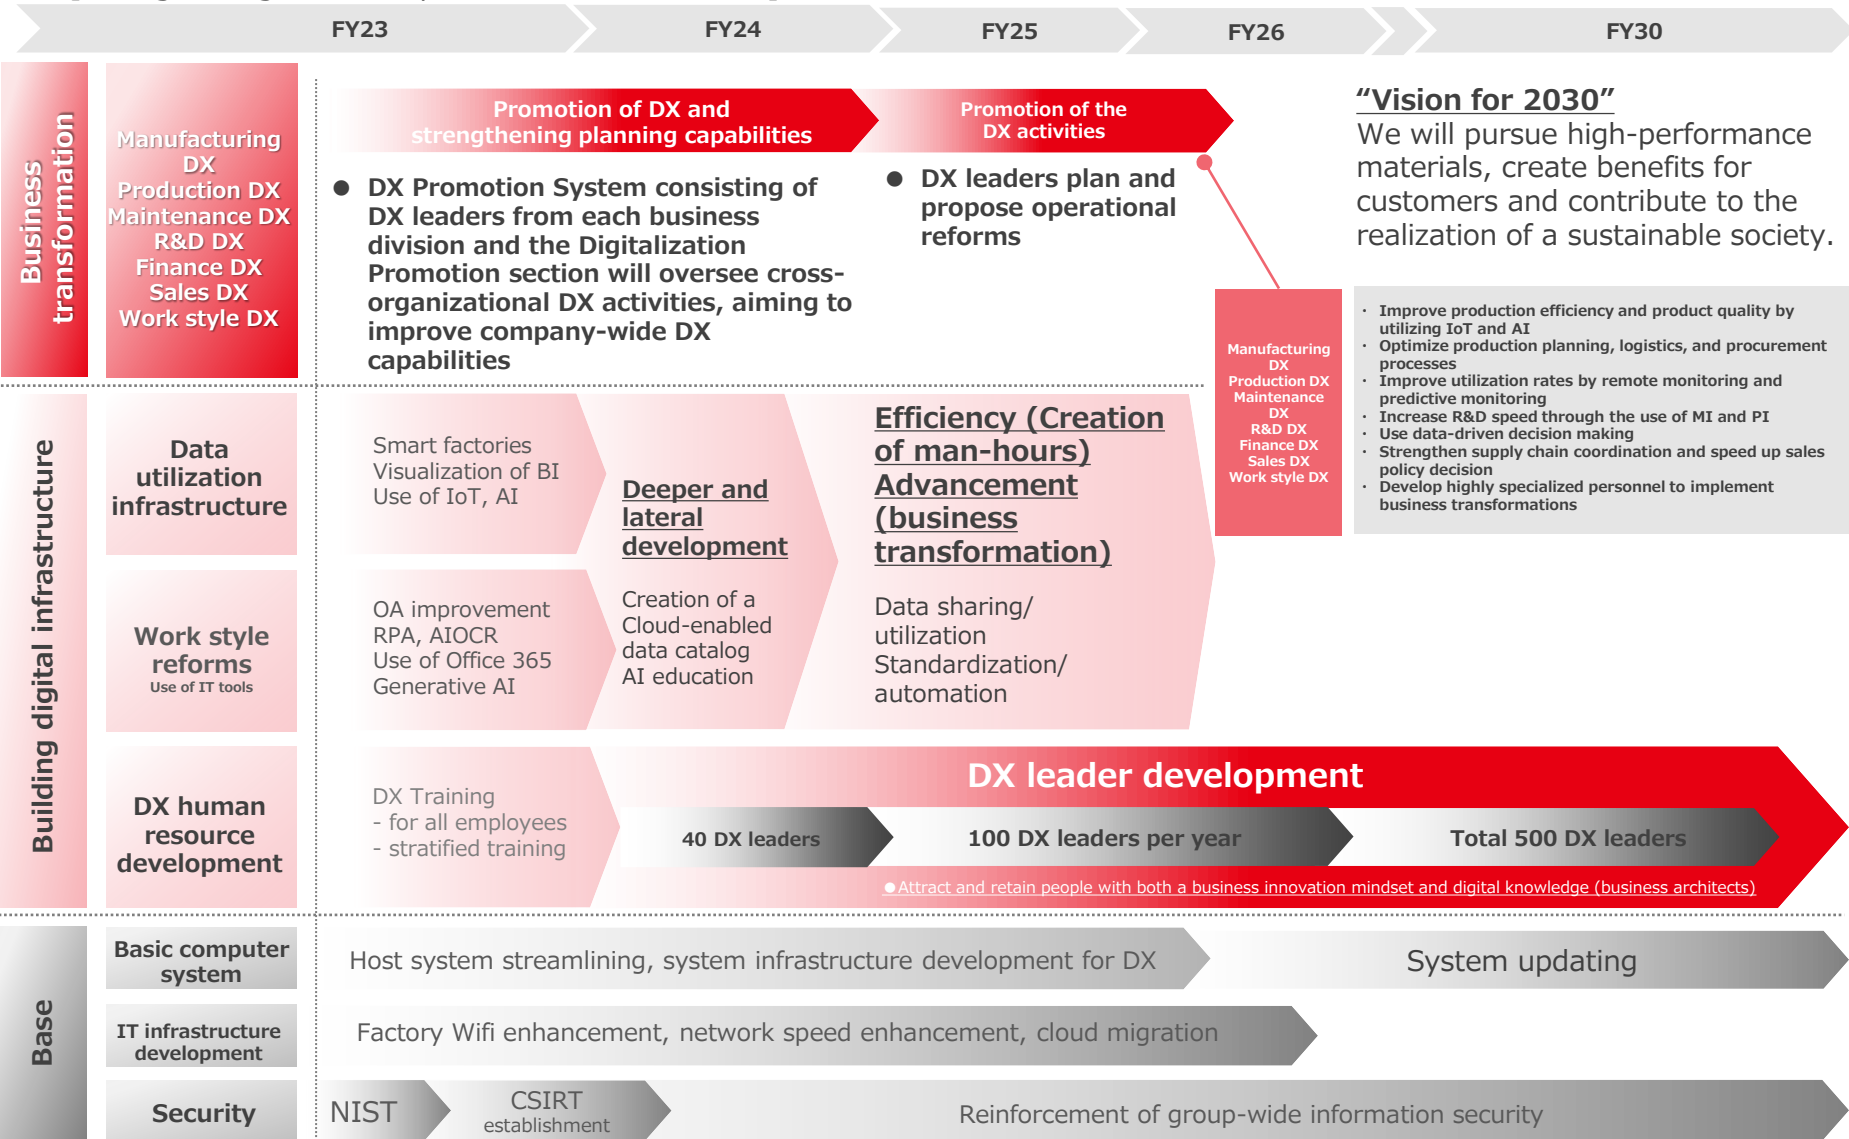 FY23
FY24
FY25
FY26
FY30
Business
transformation
Manufacturing
DX
Production DX
Maintenance DX
R&D DX
Finance DX
Sales DX
Work style DX
Promotion of DX and
strengthening planning capabilities
● DX Promotion System consisting of
DX leaders from each business
division and the Digitalization
Promotion section will oversee cross-
organizational DX activities, aiming to
improve company-wide DX
capabilities
Promotion of the
DX activities
● DX leaders plan and
propose operational
reforms
Manufacturing
DX
Production DX
Maintenance
DX
R&D DX
Finance DX
Sales DX
Work style DX
“Vision for 2030”
We will pursue high-performance
materials, create benefits for
customers and contribute to the
realization of a sustainable society.
・ Improve production efficiency and product quality by
utilizing IoT and AI
・ Optimize production planning, logistics, and procurement
processes
・ Improve utilization rates by remote monitoring and
predictive monitoring
・ Increase R&D speed through the use of MI and PI
・ Use data-driven decision making
・ Strengthen supply chain coordination and speed up sales
policy decision
・ Develop highly specialized personnel to implement
business transformations
Building digital infrastructure
Data
utilization
infrastructure
Smart factories
Visualization of BI
Use of IoT, AI
Work style
reforms
Use of IT tools
OA improvement
RPA, AIOCR
Use of Office 365
Generative AI
Deeper and
lateral
development
Creation of a
Cloud-enabled
data catalog
AI education
Efficiency (Creation
of man-hours)
Advancement
(business
transformation)
Data sharing/
utilization
Standardization/
automation
DX human
resource
development
DX Training
- for all employees
- stratified training
DX leader development
40 DX leaders
100 DX leaders per year
Total 500 DX leaders
●Attract and retain people with both a business innovation mindset and digital knowledge (business architects)
Base
Basic computer
system
Host system streamlining, system infrastructure development for DX
System updating
IT infrastructure
development
Factory Wifi enhancement, network speed enhancement, cloud migration
Security
NIST
CSIRT
establishment
Reinforcement of group-wide information security